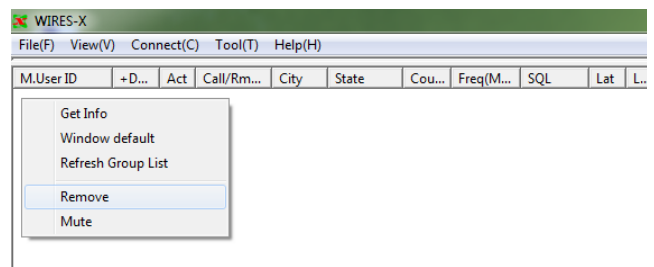 WIRES-X
File(F) View(V) Connect(C) Tool(T) Help(H)
M.User ID +D... Act Call/Rm... City State Cou... Freq(M... SQL Lat L...
Get Info
Window default
Refresh Group List
Remove
Mute